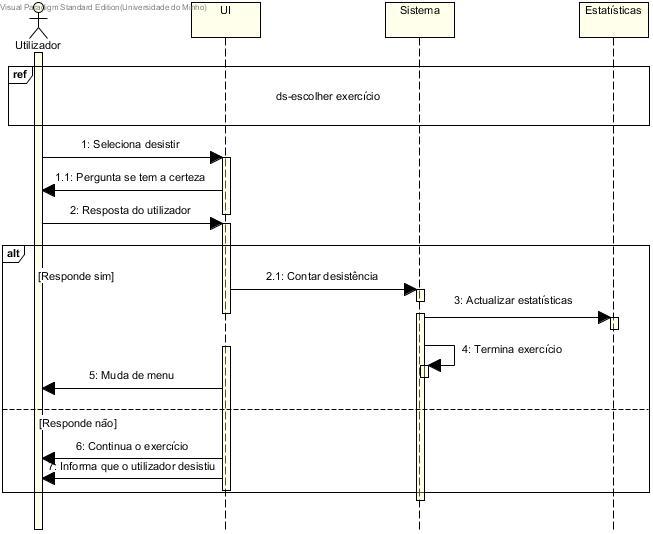 Visual Paradigm Standard Edition(Universidade do Minho)
UI
Sistema
Estatísticas
Utilizador
ref
ds-escolher exercício
1: Seleciona desistir
1.1: Pergunta se tem a certeza
2: Resposta do utilizador
alt
[Responde sim]
2.1: Contar desistência
3: Actualizar estatísticas
4: Termina exercício
5: Muda de menu
[Responde não]
6: Continua o exercício
7: Informa que o utilizador desistiu